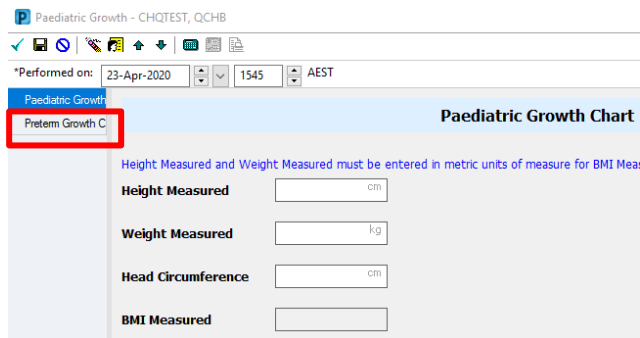 Paediatric Growth - CHQTEST, QCHB
*Performed on: 23-Apr-2020 1545 AEST
Paediatric Growth
Preterm Growth C
Paediatric Growth Chart
Height Measured and Weight Measured must be entered in metric units of measure for BMI Meas
Height Measured cm
Weight Measured kg
Head Circumference cm
BMI Measured